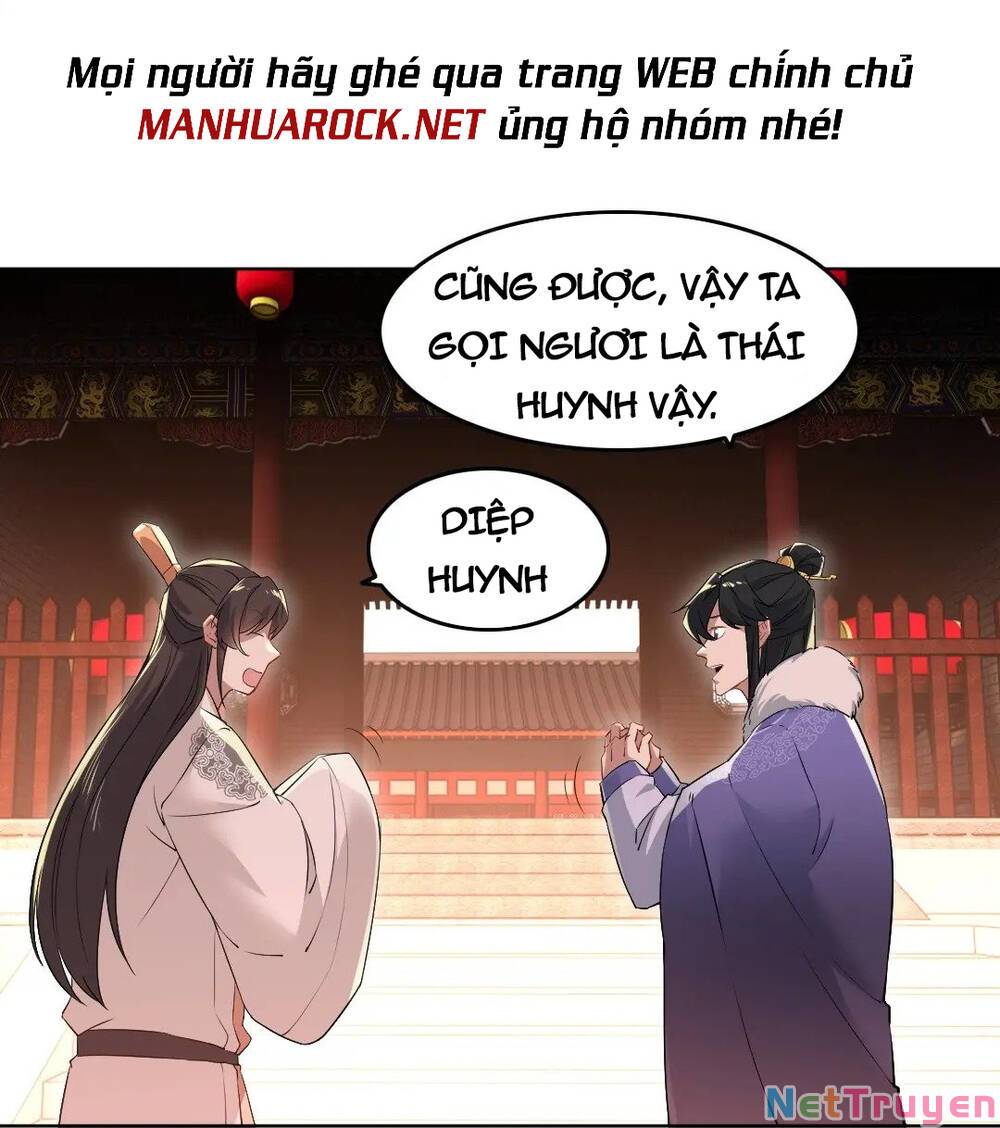 Mọi người hãy ghé qua trang WEB chính chủ
MANHUAROCK.NET ủng hộ nhóm nhé!
CŨNG ĐƯỢC, VẬY TA
GỌI NGƯƠI LÀ THÁI
HUYNH VẬY.
DIỆP
HUYNH
NetTruyen